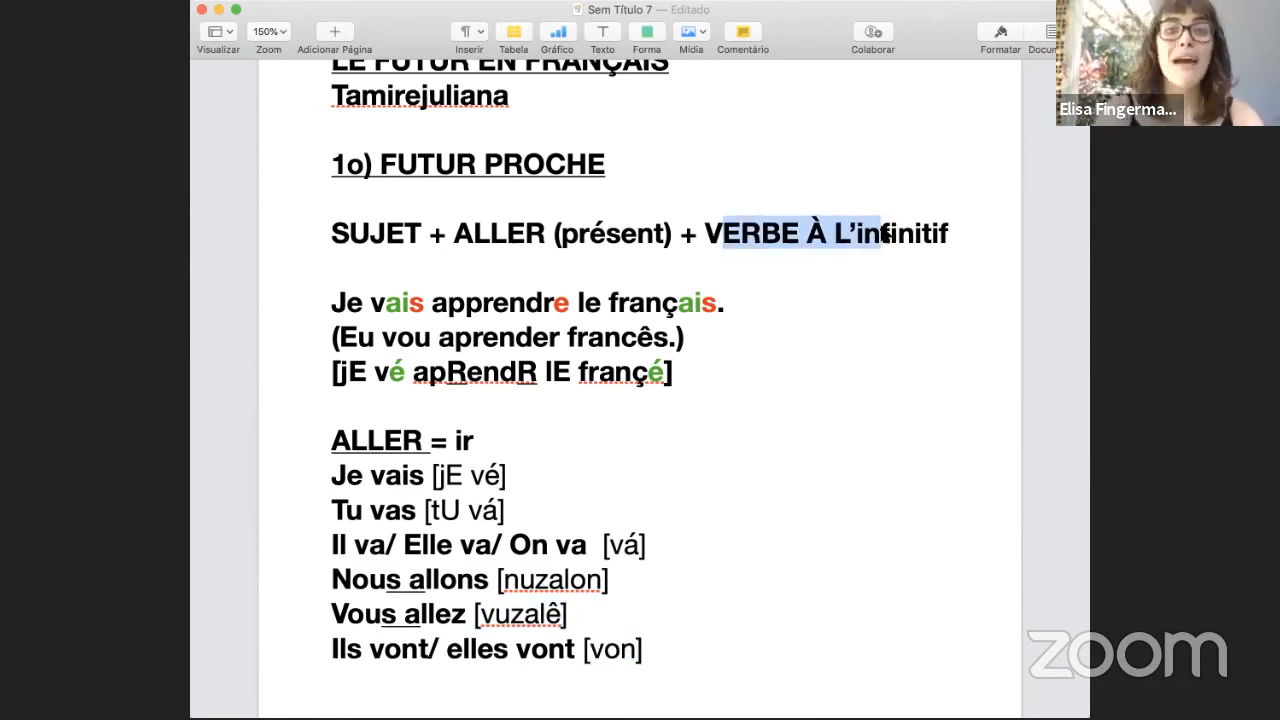 Sem Título 7 — Editado
150%
Visualizar Zoom Adicionar Página Inserir Tabela Gráfico Texto Forma Mídia Comentário Colaborar Formatar Docum
LE FUTUR EN FRANÇAIS
Tamirejuliana
1o) FUTUR PROCHE
SUJET + ALLER (présent) + VERBE À L’infinitif
Je vais apprendre le français.
(Eu vou aprender francês.)
[jE vé apRendR lE françé]
ALLER = ir
Je vais [jE vé]
Tu vas [tU vá]
Il va/ Elle va/ On va [vá]
Nous allons [nuzalon]
Vous allez [vuzalê]
Ils vont/ elles vont [von]
Elisa Fingerma...
zoom